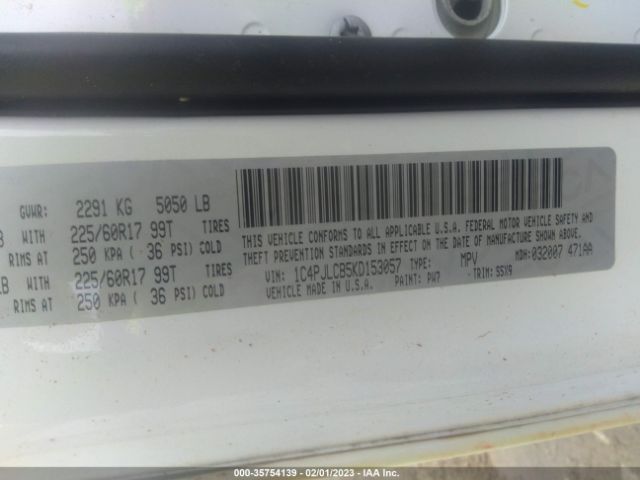 GVWR: 2291 KG 5050 LB
B WITH 225/60R17 99T TIRES
RIMS AT 250 KPA ( 36 PSI) COLD
LB WITH 225/60R17 99T TIRES
RIMS AT 250 KPA ( 36 PSI) COLD
THIS VEHICLE CONFORMS TO ALL APPLICABLE U.S.A. FEDERAL MOTOR VEHICLE SAFETY AND
THEFT PREVENTION STANDARDS IN EFFECT ON THE DATE OF MANUFACTURE SHOWN ABOVE.
VIN: 1C4PJLCB5KD153057 TYPE: MPV MDH: 032007 471AA
VEHICLE MADE IN U.S.A. PAINT: PW7 TRIM: S5X9
000-35754139 - 02/01/2023 - IAA Inc.